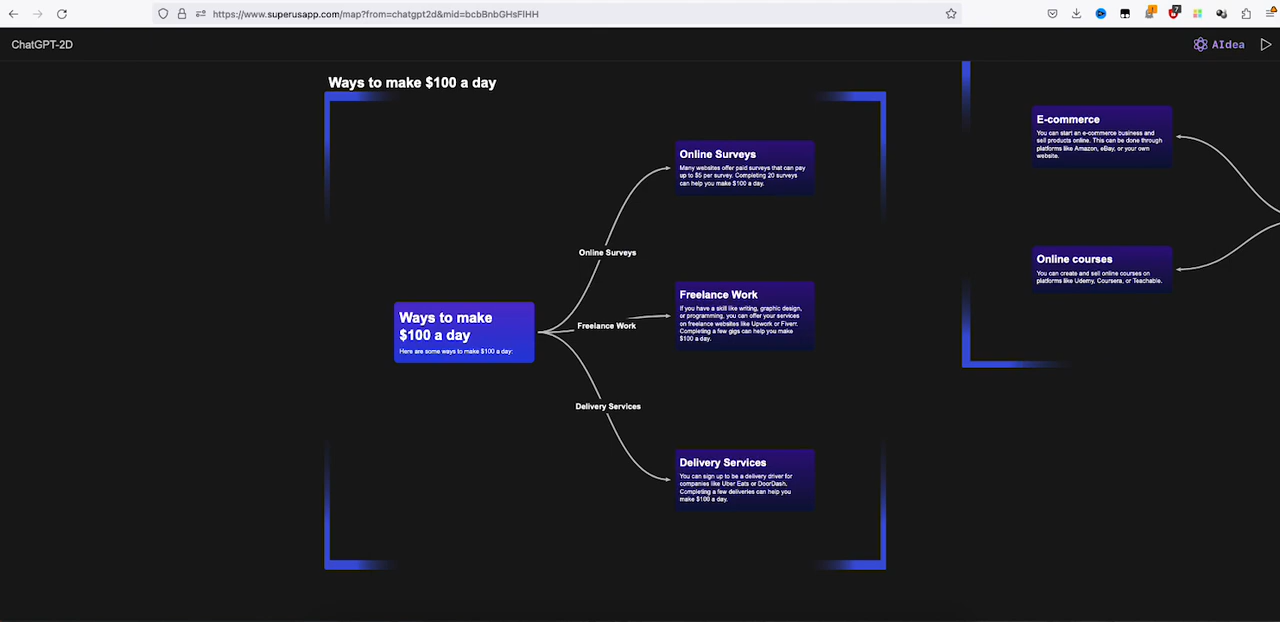 https://www.superusapp.com/map?from=chatgpt2d&mid=bcbBnbGHsFIHH
7
ChatGPT-2D
AIdea
Ways to make $100 a day
Online Surveys
Many websites offer paid surveys that can pay
up to $5 per survey. Completing 20 surveys
can help you make $100 a day.
Online Surveys
Freelance Work
If you have a skill like writing, graphic design,
or programming, you can offer your services
on freelance websites like Upwork or Fiverr.
Completing a few gigs can help you make
$100 a day.
Ways to make
$100 a day
Here are some ways to make $100 a day:
Freelance Work
Delivery Services
Delivery Services
You can sign up to be a delivery driver for
companies like Uber Eats or DoorDash.
Completing a few deliveries can help you
make $100 a day.
E-commerce
You can start an e-commerce business and
sell products online. This can be done through
platforms like Amazon, eBay, or your own
website.
Online courses
You can create and sell online courses on
platforms like Udemy, Coursera, or Teachable.